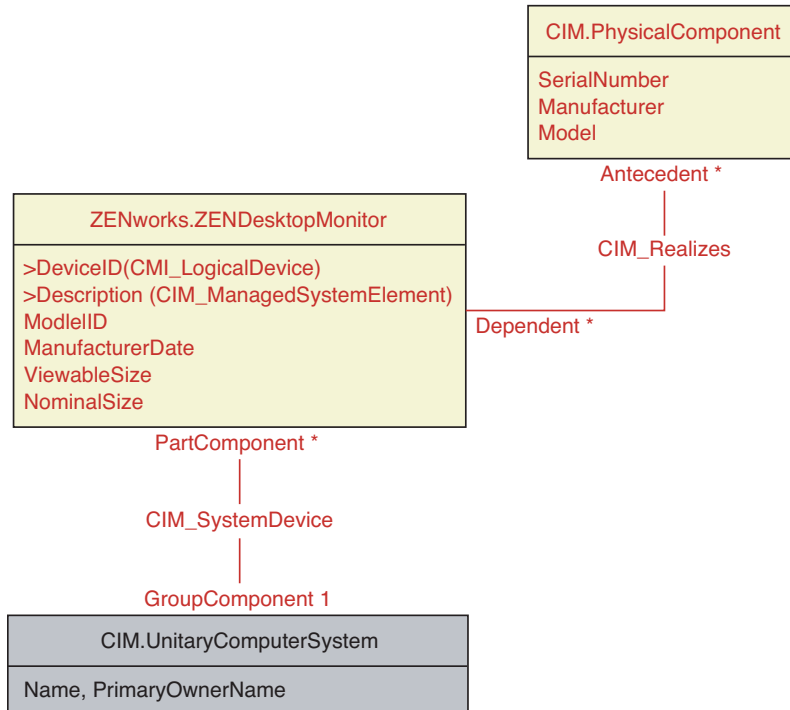 CIM.PhysicalComponent
SerialNumber
Manufacturer
Model
Antecedent *
CIM_Realizes
Dependent *
ZENworks.ZENDesktopMonitor
>DeviceID(CMI_LogicalDevice)
>Description (CIM_ManagedSystemElement)
ModlelID
ManufacturerDate
ViewableSize
NominalSize
PartComponent *
CIM_SystemDevice
GroupComponent 1
CIM.UnitaryComputerSystem
Name, PrimaryOwnerName